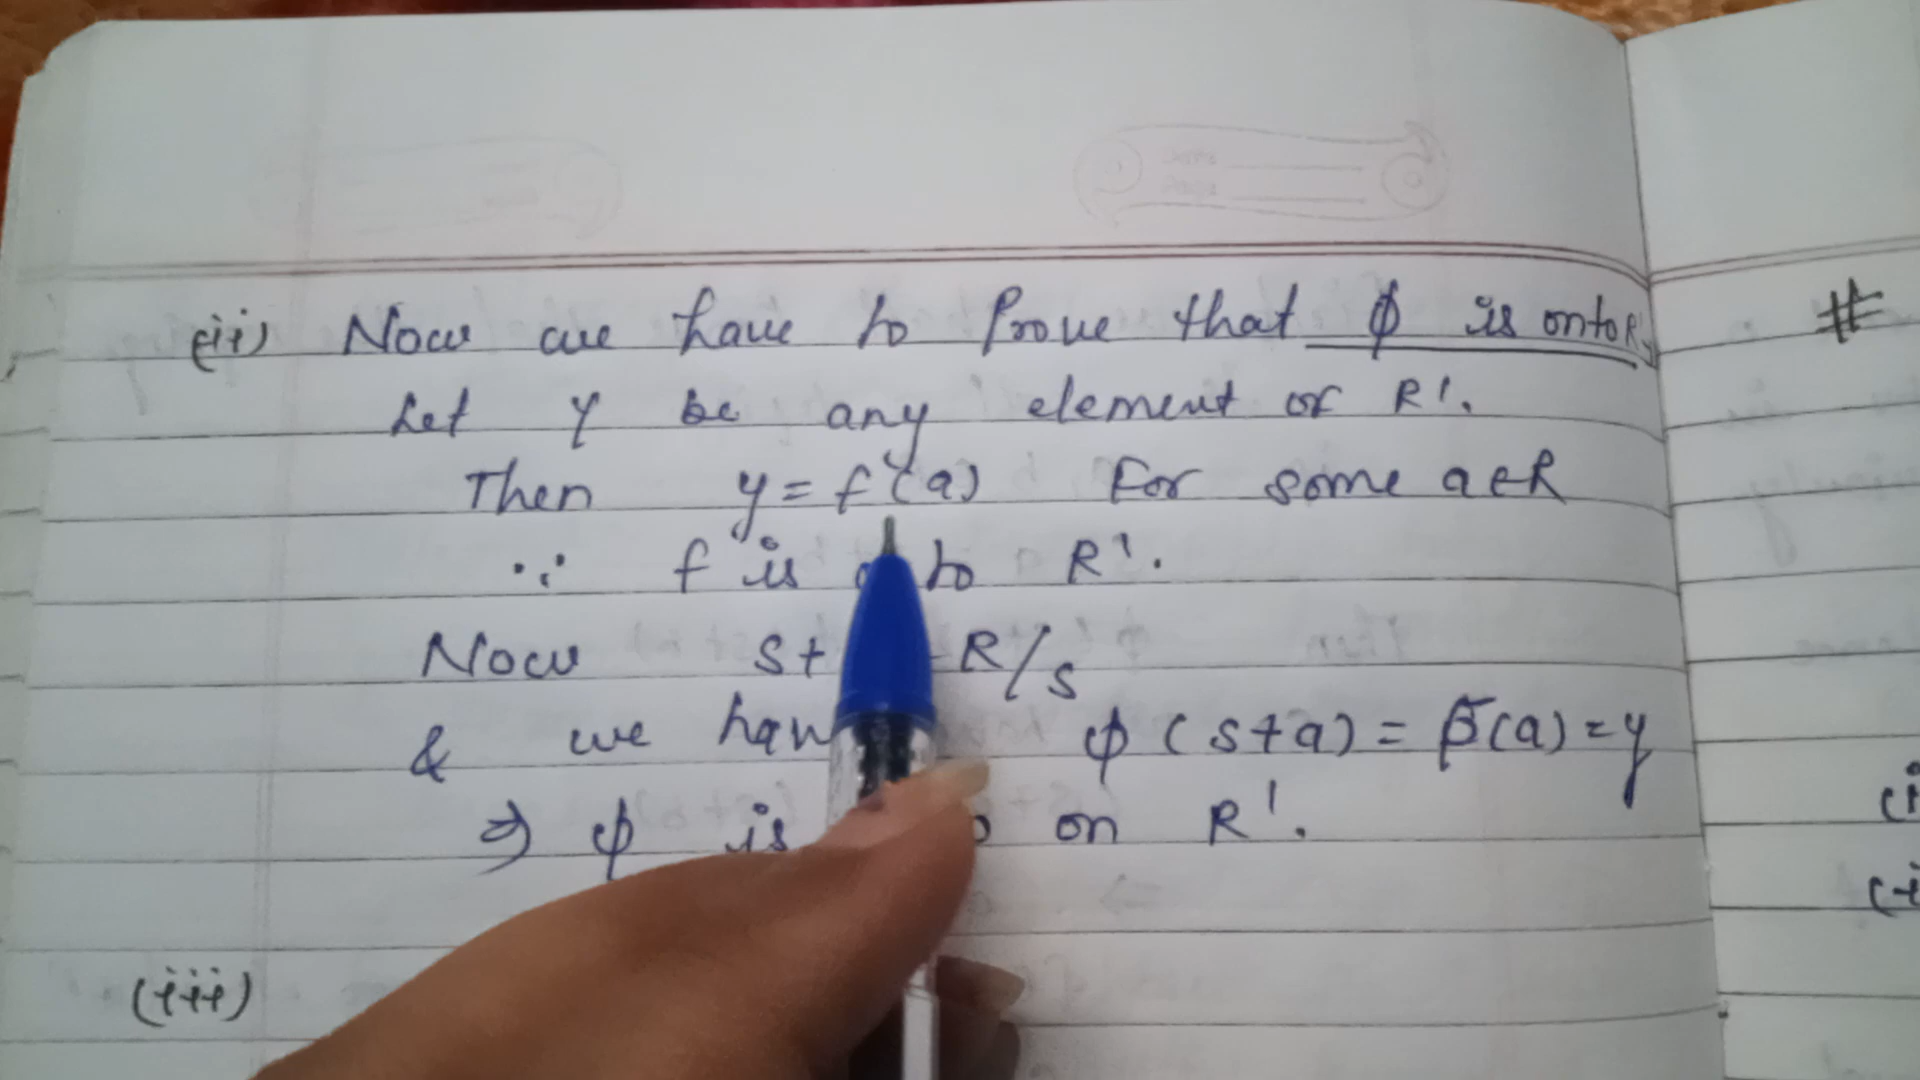 (ii) Now we have to Prove that ϕ is onto R'
#
Let y be any element of R'.
Then y = f(a) For some a ∈ R
∵ f is to R'.
Now S+ R/S
& we ϕ (S+a) = (a) = y
⇒ ϕ is on R'.
(iii)